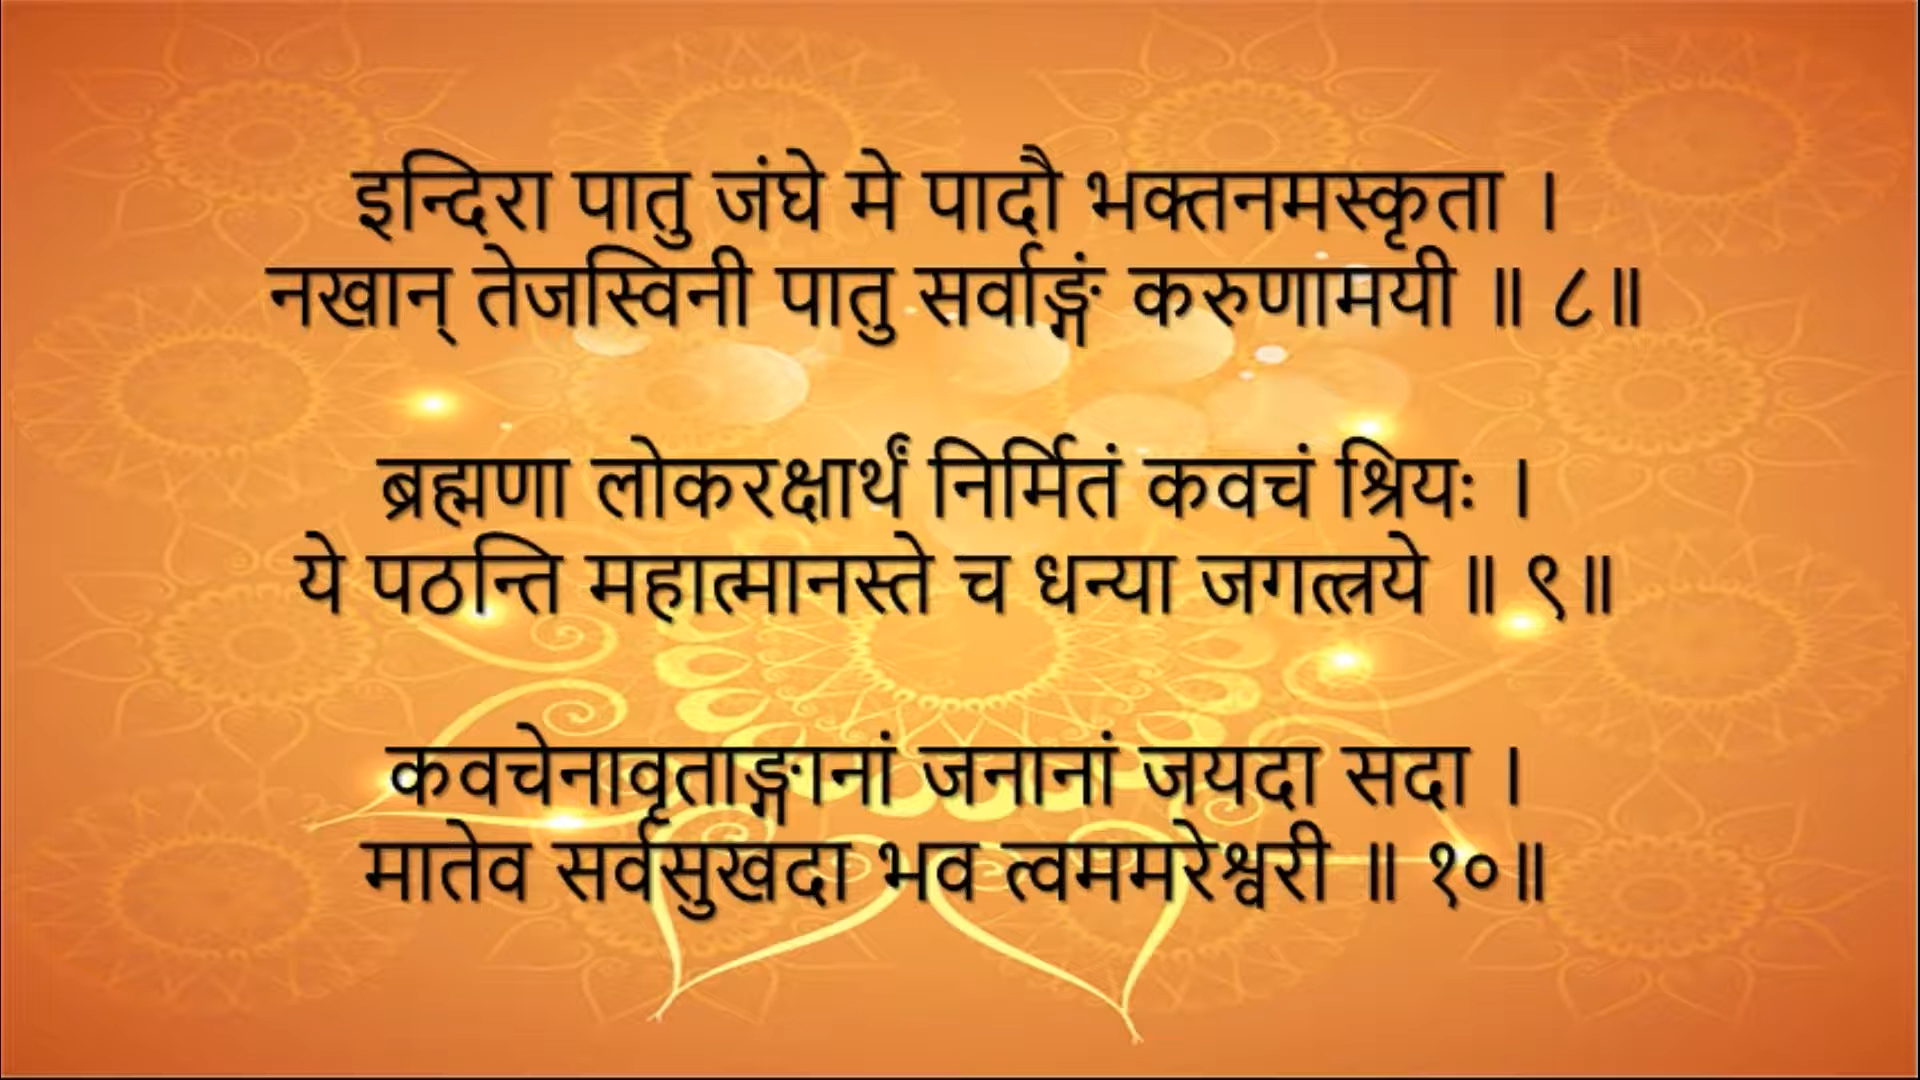 इन्दिरा पातु जंघे मे पादौ भक्तनमस्कृता ।
नखान् तेजस्विनी पातु सर्वाङ्गं करुणामयी ॥ ८॥
ब्रह्मणा लोकरक्षार्थं निर्मितं कवचं श्रियः ।
ये पठन्ति महात्मानस्ते च धन्या जगत्त्रये ॥ ९॥
कवचेनावृताङ्गानां जनानां जयदा सदा ।
मातेव सर्वसुखदा भव त्वममरेश्वरी ॥ १०॥